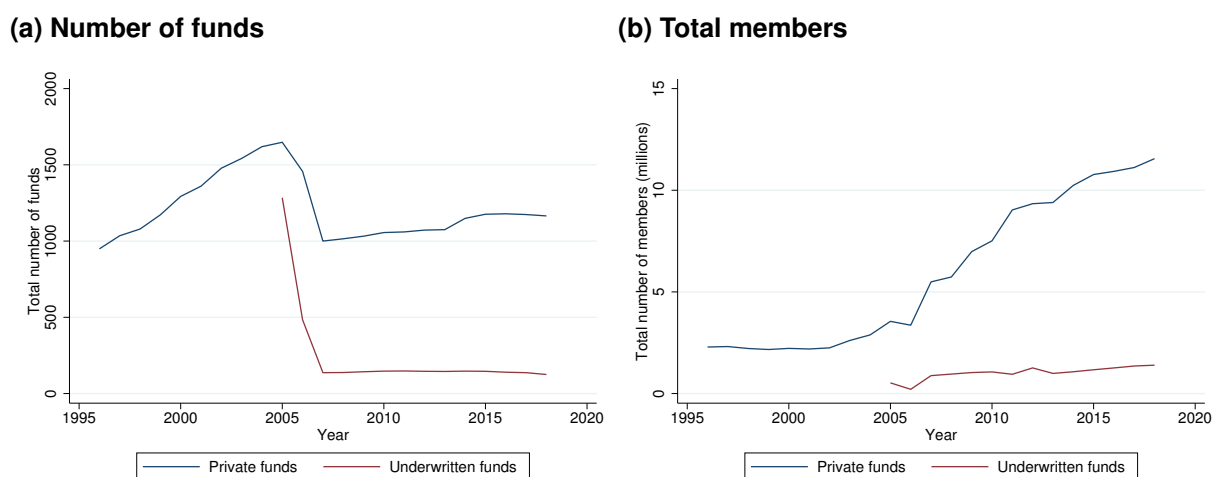 (a) Number of funds
Total number of funds
2000
1500
1000
500
0
1995 2000 2005 2010 2015 2020
Year
Private funds Underwritten funds
(b) Total members
Total number of members (millions)
15
10
5
0
1995 2000 2005 2010 2015 2020
Year
Private funds Underwritten funds